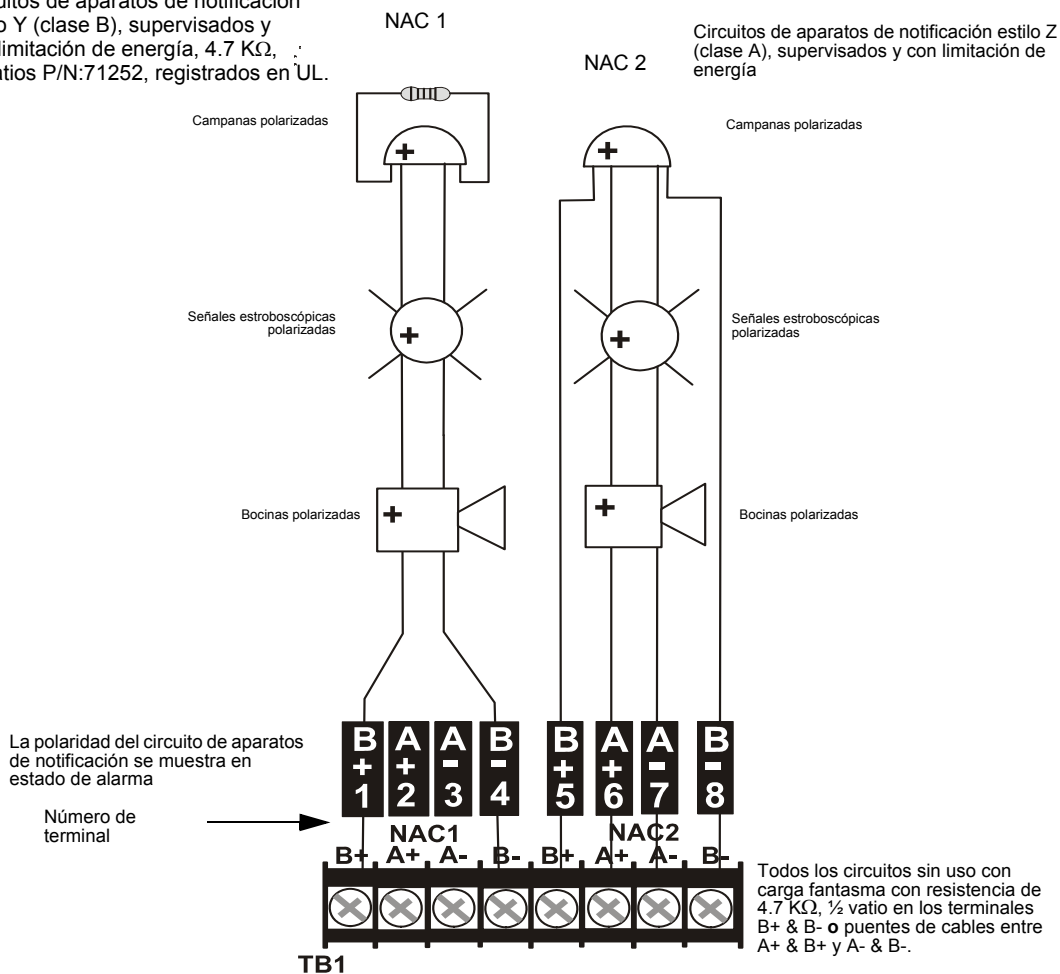 cuitos de aparatos de notificación
o Y (clase B), supervisados y
limitación de energía, 4.7 KΩ,
atios P/N:71252, registrados en UL.
NAC 1
Circuitos de aparatos de notificación estilo Z
(clase A), supervisados y con limitación de
energía
NAC 2
Campanas polarizadas
Campanas polarizadas
+
+
Señales estroboscópicas
polarizadas
Señales estroboscópicas
polarizadas
+
+
Bocinas polarizadas
Bocinas polarizadas
+
+
La polaridad del circuito de aparatos
de notificación se muestra en
estado de alarma
B+1
A+2
A-3
B-4
B+5
A+6
A-7
B-8
Número de
terminal
NAC1
NAC2
B+ A+ A- B- B+ A+ A- B-
Todos los circuitos sin uso con
carga fantasma con resistencia de
4.7 KΩ, ½ vatio en los terminales
B+ & B- o puentes de cables entre
A+ & B+ y A- & B-.
TB1